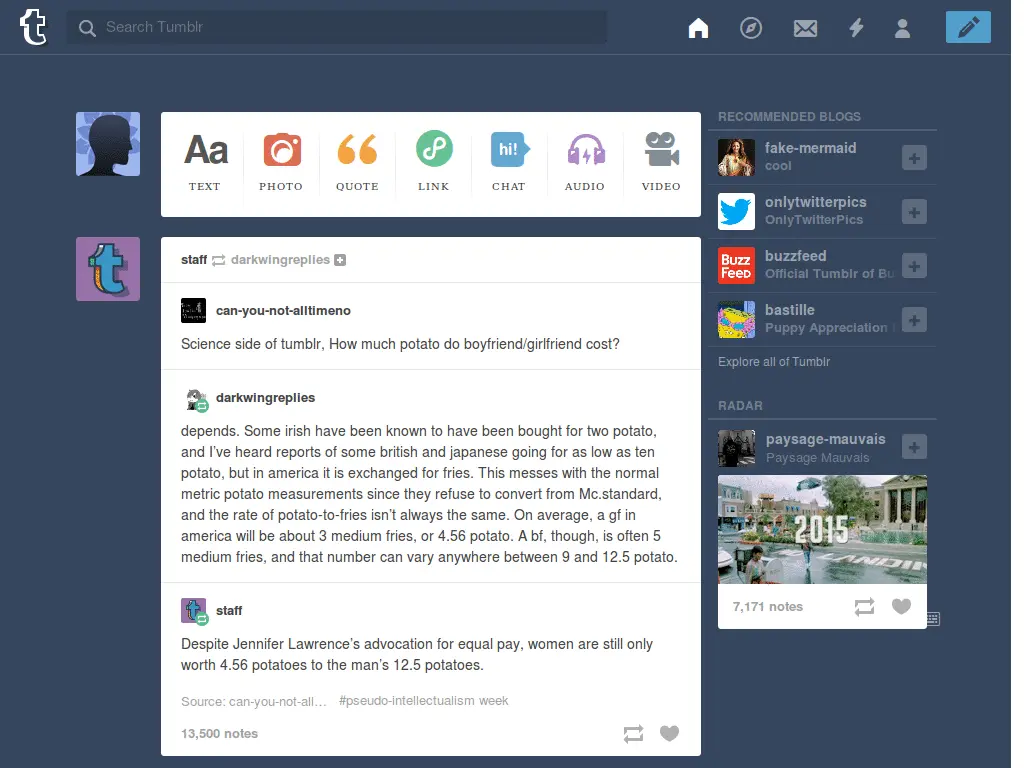 Search Tumblr
Aa
hi!
TEXT
PHOTO
QUOTE
LINK
CHAT
AUDIO
VIDEO
staff darkwingreplies
can-you-not-alltimeno
Science side of tumblr, How much potato do boyfriend/girlfriend cost?
darkwingreplies
depends. Some irish have been known to have been bought for two potato,
and I’ve heard reports of some british and japanese going for as low as ten
potato, but in america it is exchanged for fries. This messes with the normal
metric potato measurements since they refuse to convert from Mc.standard,
and the rate of potato-to-fries isn’t always the same. On average, a gf in
america will be about 3 medium fries, or 4.56 potato. A bf, though, is often 5
medium fries, and that number can vary anywhere between 9 and 12.5 potato.
staff
Despite Jennifer Lawrence’s advocation for equal pay, women are still only
worth 4.56 potatoes to the man’s 12.5 potatoes.
Source: can-you-not-all… #pseudo-intellectualism week
13,500 notes
RECOMMENDED BLOGS
fake-mermaid
cool
onlytwitterpics
OnlyTwitterPics
Buzz
Feed
buzzfeed
Official Tumblr of Bu
bastille
Puppy Appreciation
Explore all of Tumblr
RADAR
paysage-mauvais
Paysage Mauvais
2015
LANDIN
7,171 notes